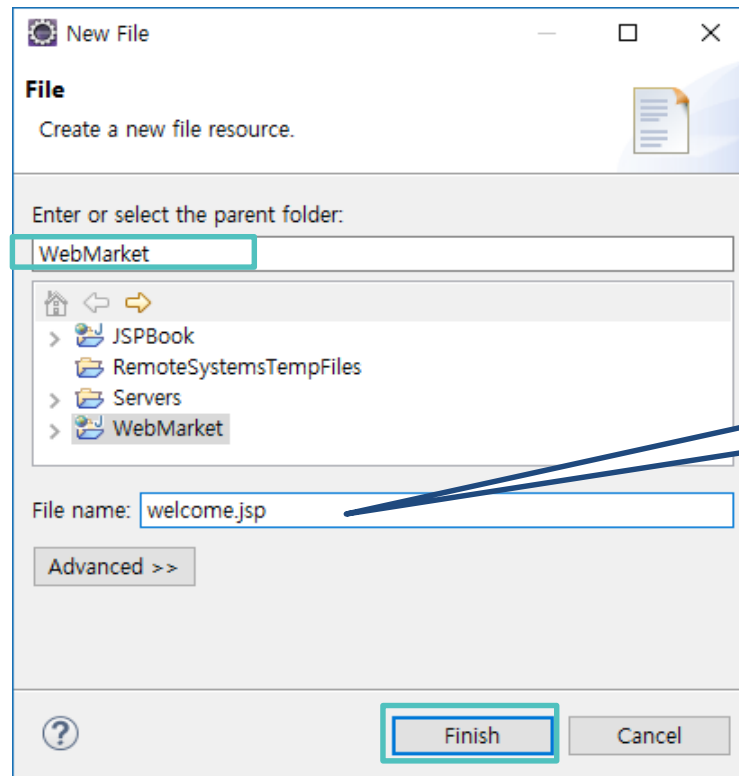 New File
File
Create a new file resource.
Enter or select the parent folder:
WebMarket
JSPBook
RemoteSystemsTempFiles
Servers
WebMarket
File name: welcome.jsp
Advanced >>
Finish Cancel